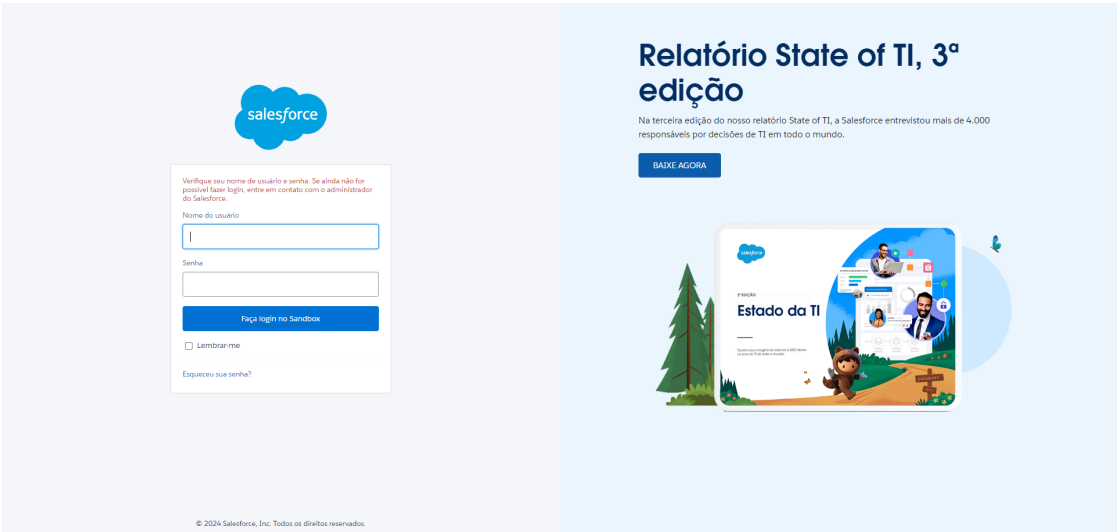 salesforce
Verifique seu nome de usuário e senha. Se ainda não for
possível fazer login, entre em contato com o administrador
do Salesforce.
Nome do usuário
Senha
Faça login no Sandbox
Lembrar-me
Esqueceu sua senha?
© 2024 Salesforce, Inc. Todos os direitos reservados.
Relatório State of TI, 3ª
edição
Na terceira edição do nosso relatório State of TI, a Salesforce entrevistou mais de 4.000
responsáveis por decisões de TI em todo o mundo.
BAIXE AGORA
salesforce
3ª EDIÇÃO
Estado da TI